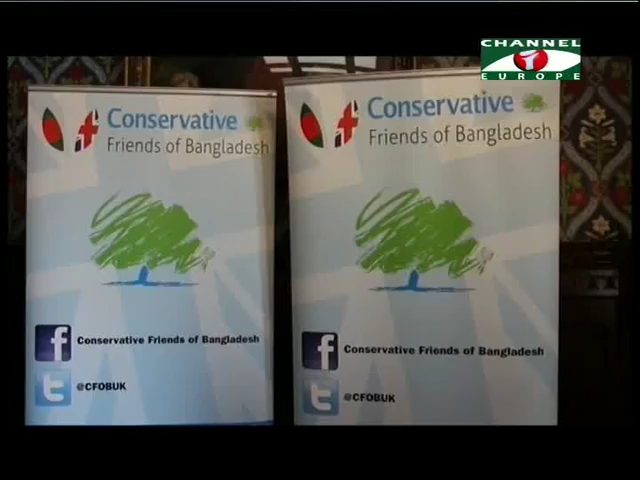 CHANNEL
i
EUROPE
Conservative
Friends of Bangladesh
f
Conservative Friends of Bangladesh
t
@CFOBUK
Conservative
Friends of Bangladesh
f
Conservative Friends of Bangladesh
t
@CFOBUK